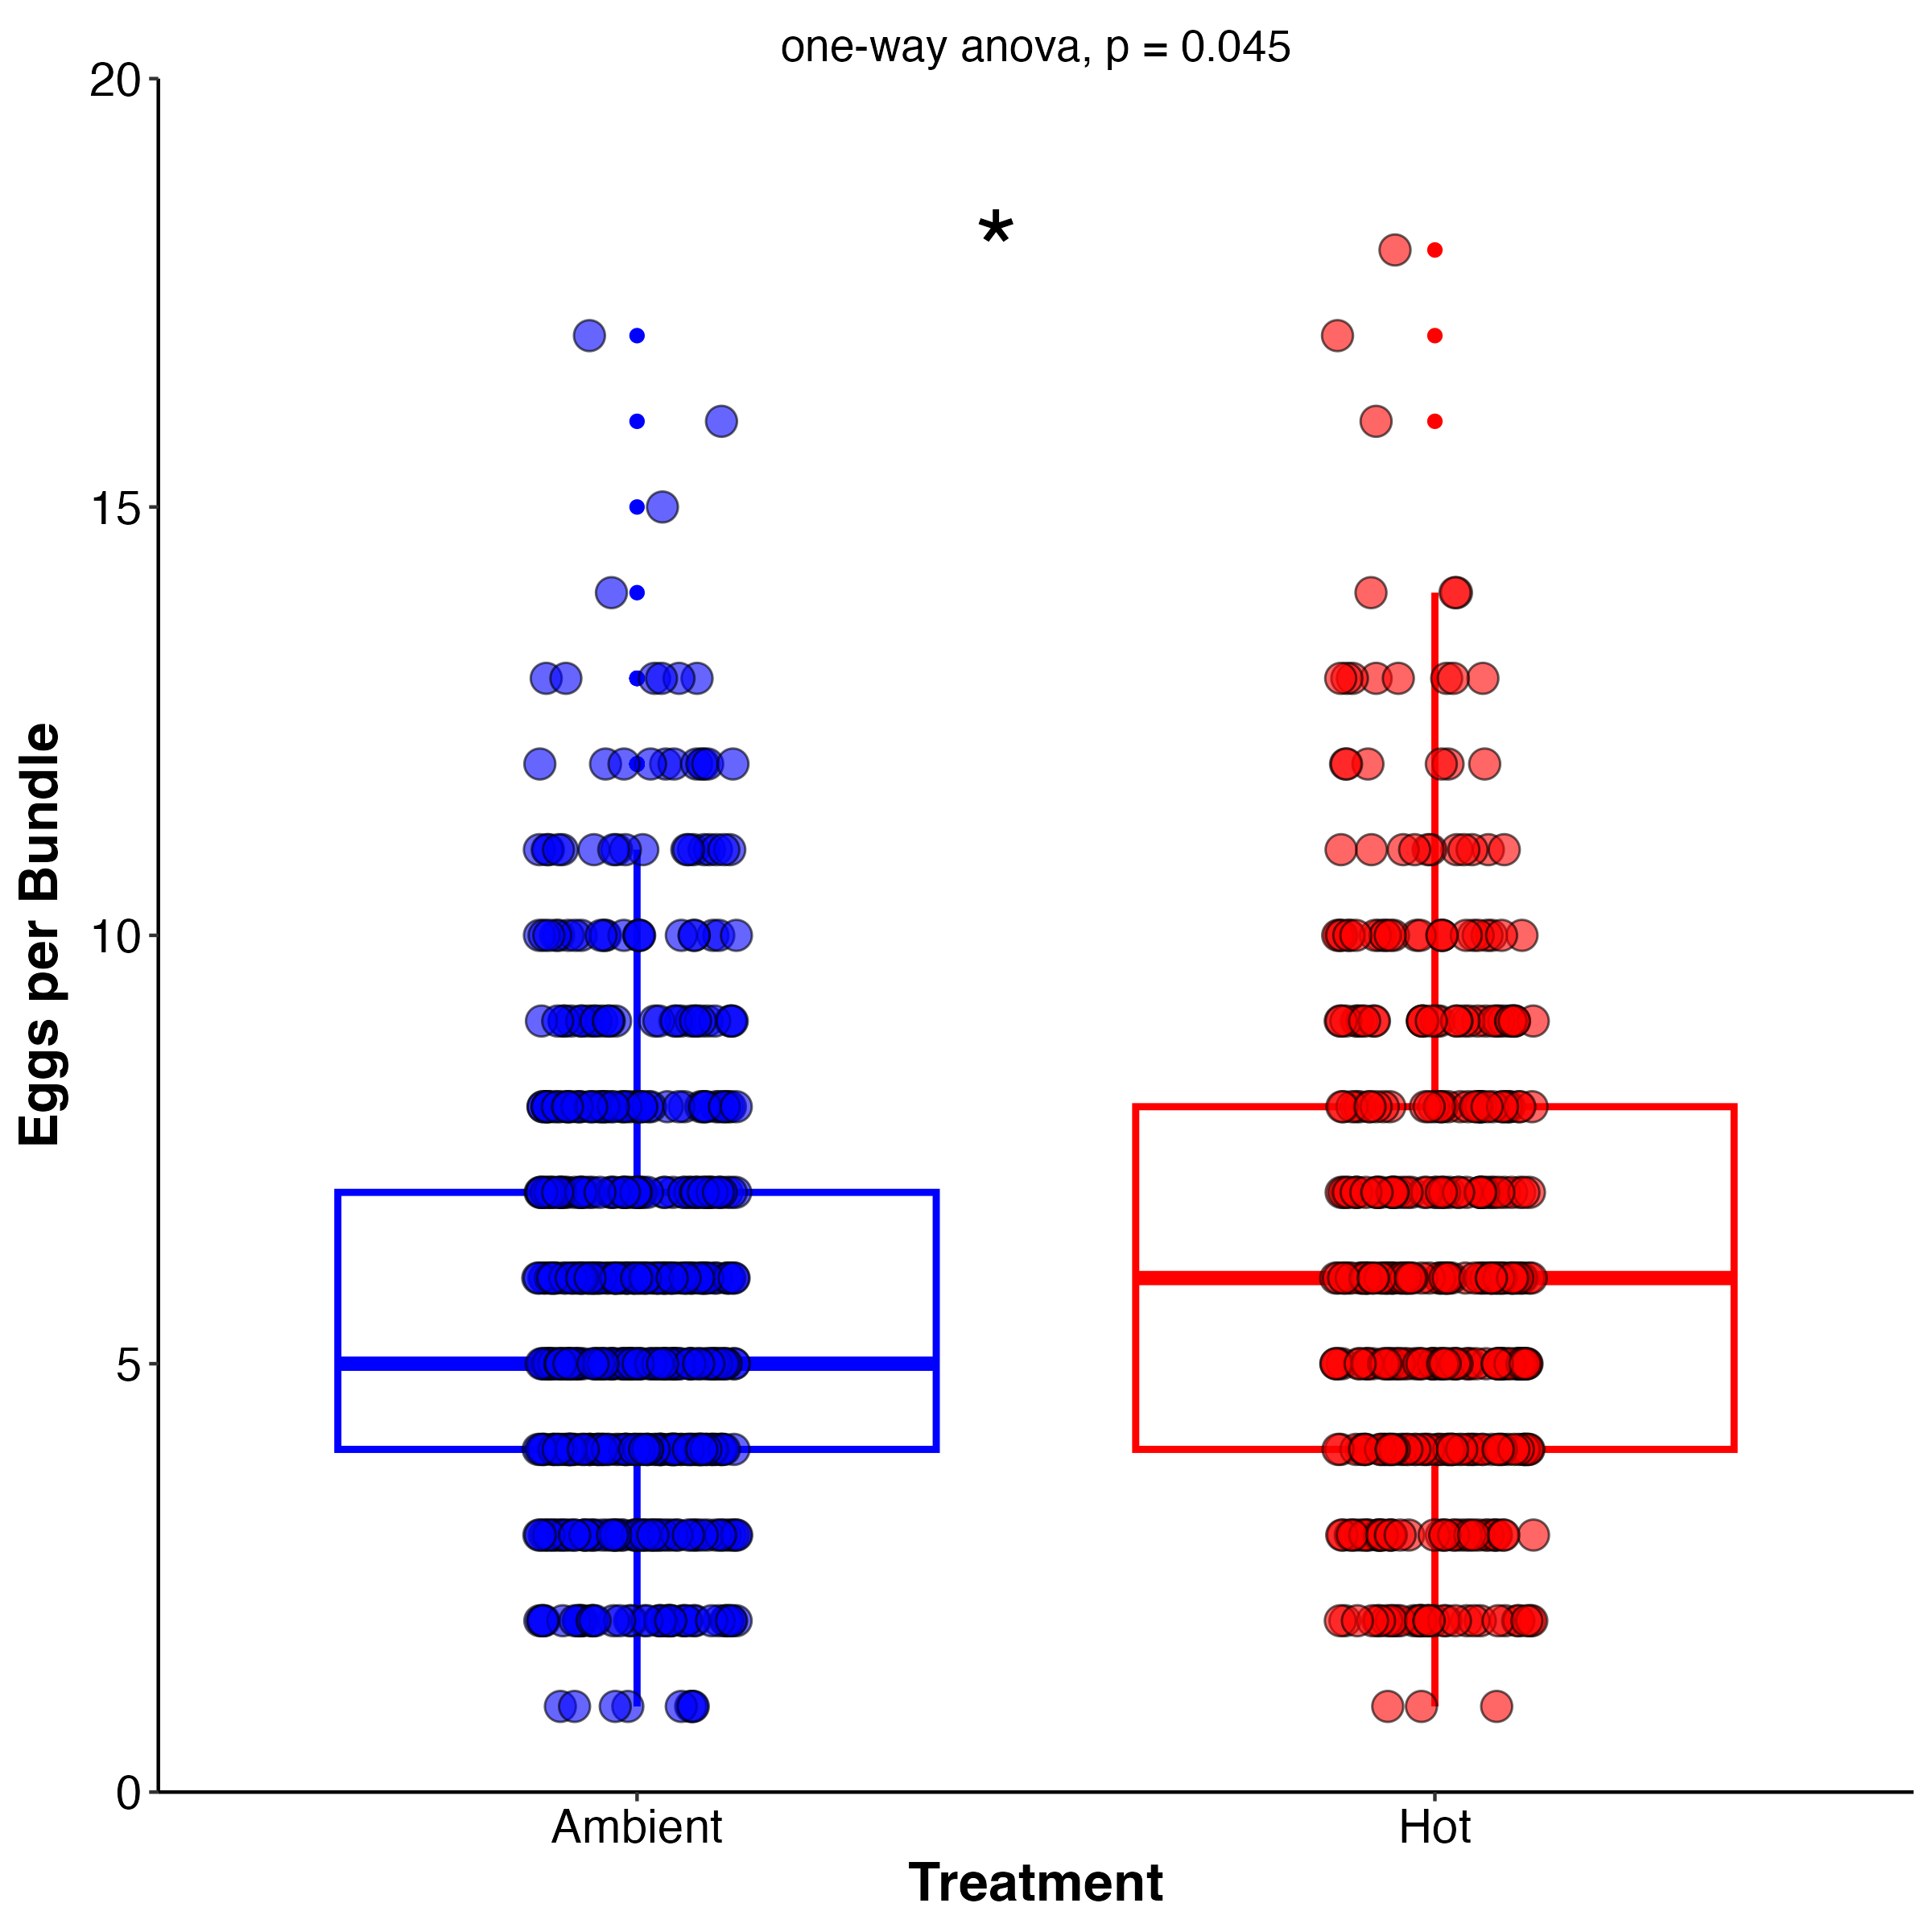 one-way anova, p = 0.045
20
*
15
10
5
0
Eggs per Bundle
Ambient
Hot
Treatment